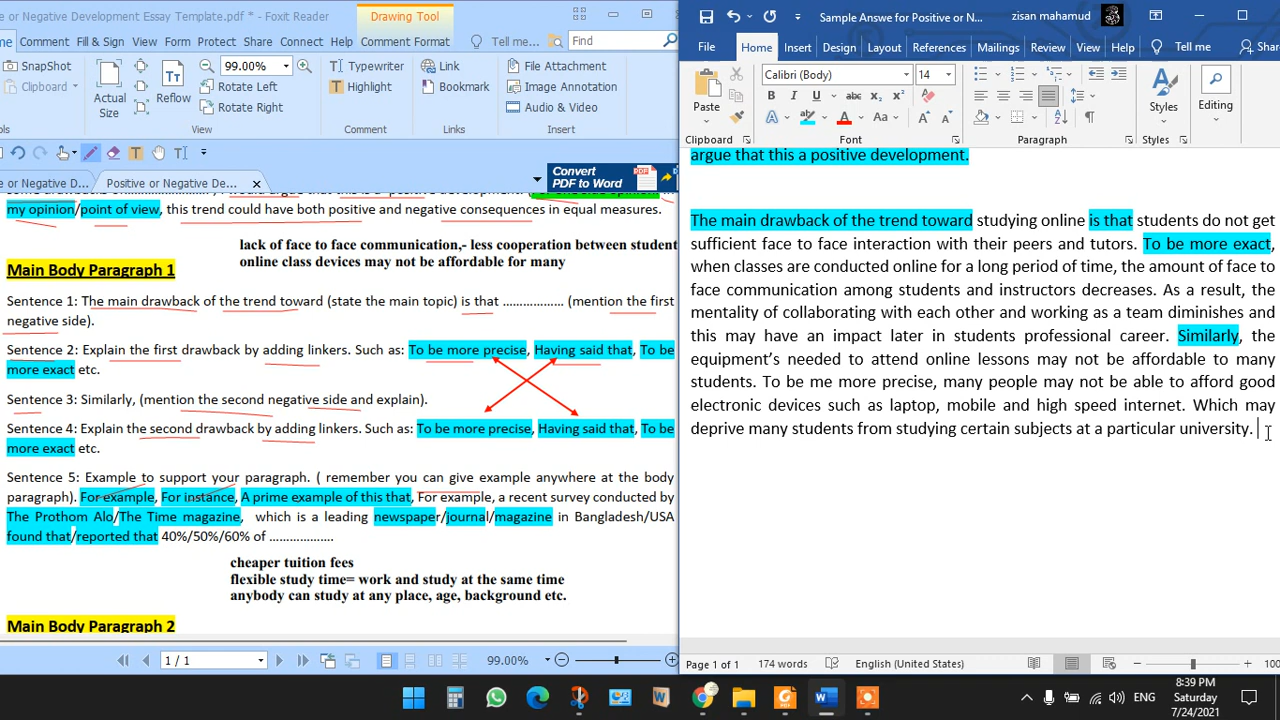 e or Negative Development Essay Template.pdf * - Foxit Reader
Drawing Tool
Comment Fill & Sign View Form Protect Share Connect Help Comment Format Tell me... Find
SnapShot
Clipboard
Actual Size
Reflow
99.00%
Rotate Left
Rotate Right
View
Typewriter
Highlight
Comment
Link
Bookmark
Links
File Attachment
Image Annotation
Audio & Video
Insert
e or Negative D... Positive or Negative De...
Convert PDF to Word
my opinion/point of view, this trend could have both positive and negative consequences in equal measures.
lack of face to face communication,- less cooperation between student
online class devices may not be affordable for many
Main Body Paragraph 1
Sentence 1: The main drawback of the trend toward (state the main topic) is that ……………… (mention the first
negative side).
Sentence 2: Explain the first drawback by adding linkers. Such as: To be more precise, Having said that, To be
more exact etc.
Sentence 3: Similarly, (mention the second negative side and explain).
Sentence 4: Explain the second drawback by adding linkers. Such as: To be more precise, Having said that, To be
more exact etc.
Sentence 5: Example to support your paragraph. ( remember you can give example anywhere at the body
paragraph). For example, For instance, A prime example of this that, For example, a recent survey conducted by
The Prothom Alo/The Time magazine, which is a leading newspaper/journal/magazine in Bangladesh/USA
found that/reported that 40%/50%/60% of ………………
cheaper tuition fees
flexible study time= work and study at the same time
anybody can study at any place, age, background etc.
Main Body Paragraph 2
1 / 1
99.00%
Sample Answe for Positive or N...
zisan mahamud
File Home Insert Design Layout References Mailings Review View Help Tell me Sha
Paste
Clipboard
Calibri (Body) 14
Font
Paragraph
Styles
Styles
Editing
argue that this a positive development.
The main drawback of the trend toward studying online is that students do not get
sufficient face to face interaction with their peers and tutors. To be more exact,
when classes are conducted online for a long period of time, the amount of face to
face communication among students and instructors decreases. As a result, the
mentality of collaborating with each other and working as a team diminishes and
this may have an impact later in students professional career. Similarly, the
equipment’s needed to attend online lessons may not be affordable to many
students. To be me more precise, many people may not be able to afford good
electronic devices such as laptop, mobile and high speed internet. Which may
deprive many students from studying certain subjects at a particular university.
Page 1 of 1 174 words English (United States) 100
ENG
8:39 PM
Saturday
7/24/2021